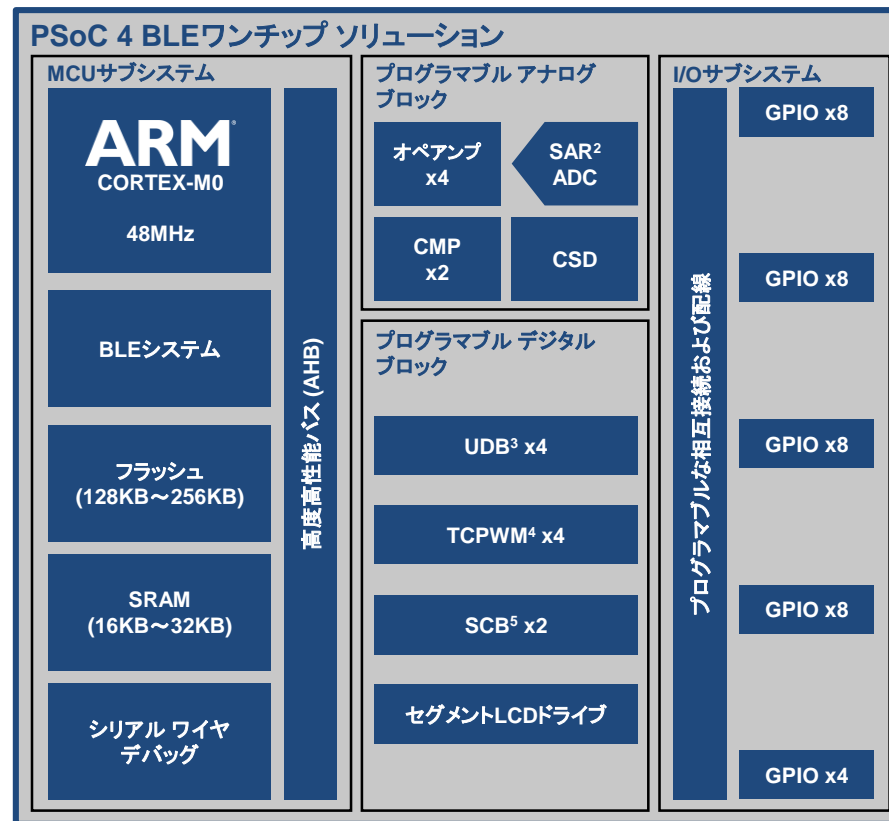 PSoC 4 BLEワンチップ ソリューション
MCUサブシステム
ARM®
CORTEX-M0
48MHz
BLEシステム
フラッシュ
(128KB～256KB)
SRAM
(16KB～32KB)
シリアル ワイヤ
デバッグ
高度高性能バス (AHB)
プログラマブル アナログ
ブロック
オペアンプ
x4
SAR²
ADC
CMP
x2
CSD
プログラマブル デジタル
ブロック
UDB³ x4
TCPWM⁴ x4
SCB⁵ x2
セグメントLCDドライブ
I/Oサブシステム
プログラマブルな相互接続および配線
GPIO x8
GPIO x8
GPIO x8
GPIO x8
GPIO x4